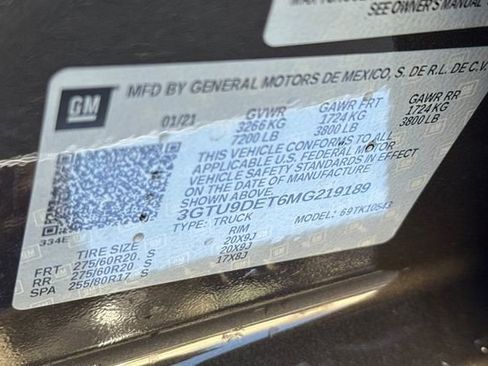 SEE OWNER'S MANUAL
MFD BY GENERAL MOTORS DE MEXICO, S. DE R.L. DE C.V.
GM
01/21 GVWR GAWR FRT GAWR RR
3266 KG 1724 KG 1724 KG
7200 LB 3800 LB 3800 LB
THIS VEHICLE CONFORMS TO ALL
APPLICABLE U.S. FEDERAL MOTOR
VEHICLE SAFETY STANDARDS IN EFFECT
ON THE DATE OF MANUFACTURE
SHOWN ABOVE.
3GTU9DET6MG219189
TYPE: TRUCK MODEL: 69TK10543
334E
TIRE SIZE RIM
FRT 275/60R20 S 20X9J
RR 275/60R20 S 20X9J
SPA 255/80R17 S 17X8J